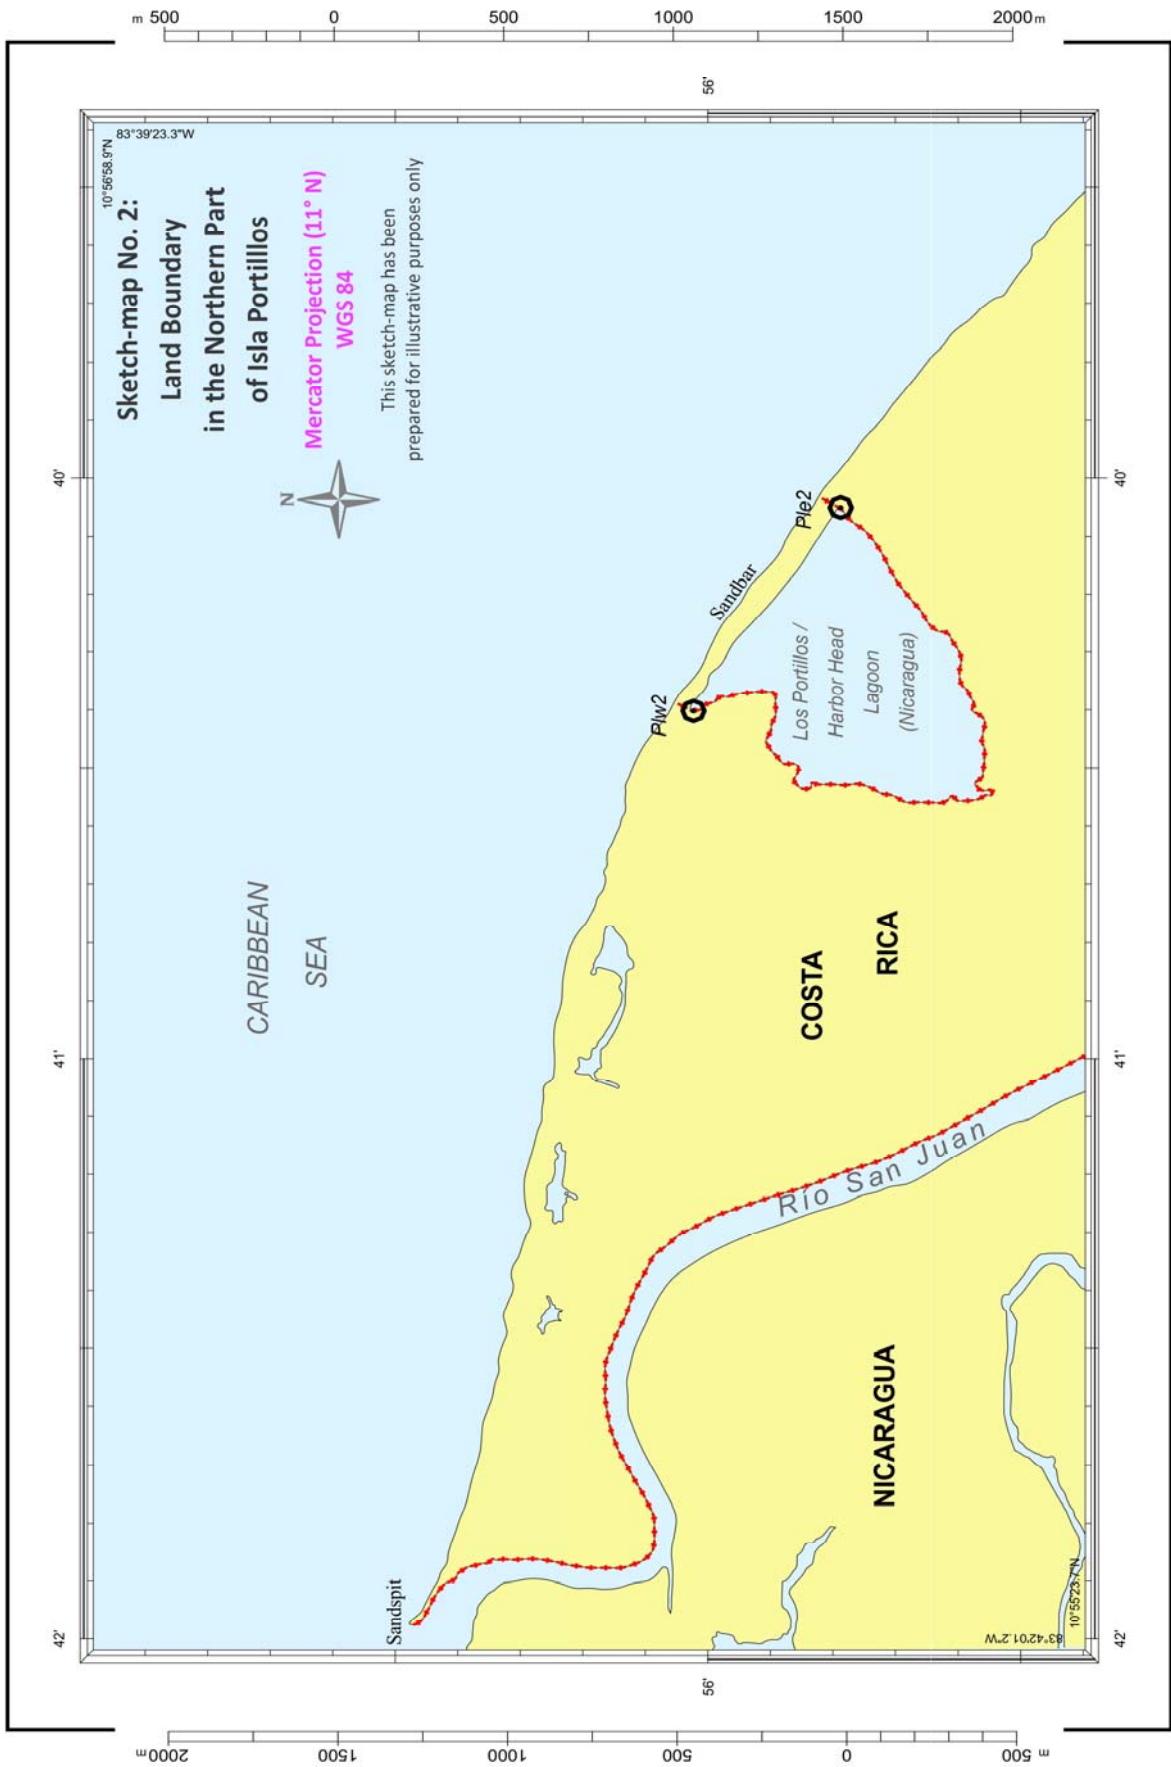 m 500 0 500 1000 1500 2000 m
56'
10°56'58.9"N
83°39'23.3"W
Sketch-map No. 2:
Land Boundary
in the Northern Part
of Isla Portilllos
Mercator Projection (11° N)
WGS 84
This sketch-map has been
prepared for illustrative purposes only
N
40'
40'
CARIBBEAN
SEA
Ple2
Sandbar
Plw2
Los Portillos /
Harbor Head
Lagoon
(Nicaragua)
COSTA
RICA
41'
41'
Río San Juan
NICARAGUA
Sandspit
42'
42'
83°42'01.2"W
10°55'23.7"N
56'
m 500 0 500 1000 1500 2000 m